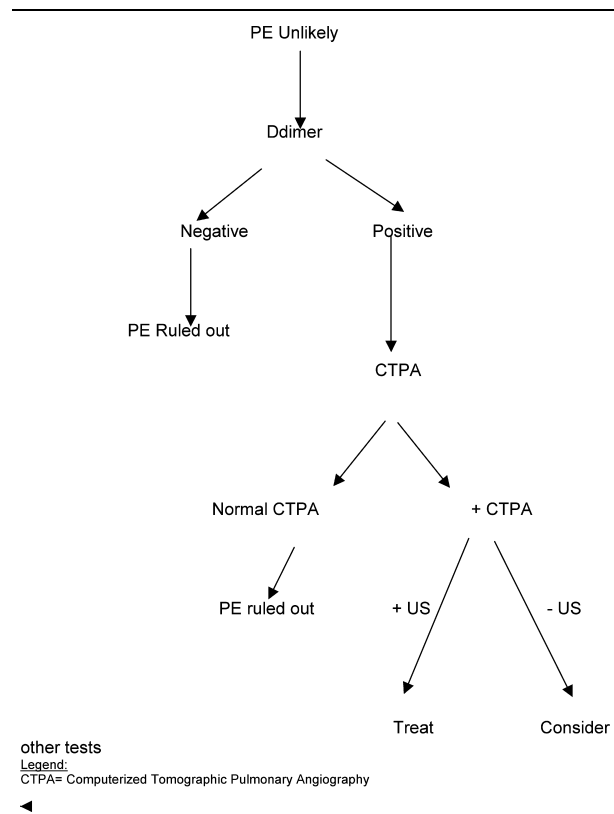 PE Unlikely
Ddimer
Negative Positive
PE Ruled out
CTPA
Normal CTPA + CTPA
PE ruled out + US - US
Treat Consider
other tests
Legend:
CTPA= Computerized Tomographic Pulmonary Angiography